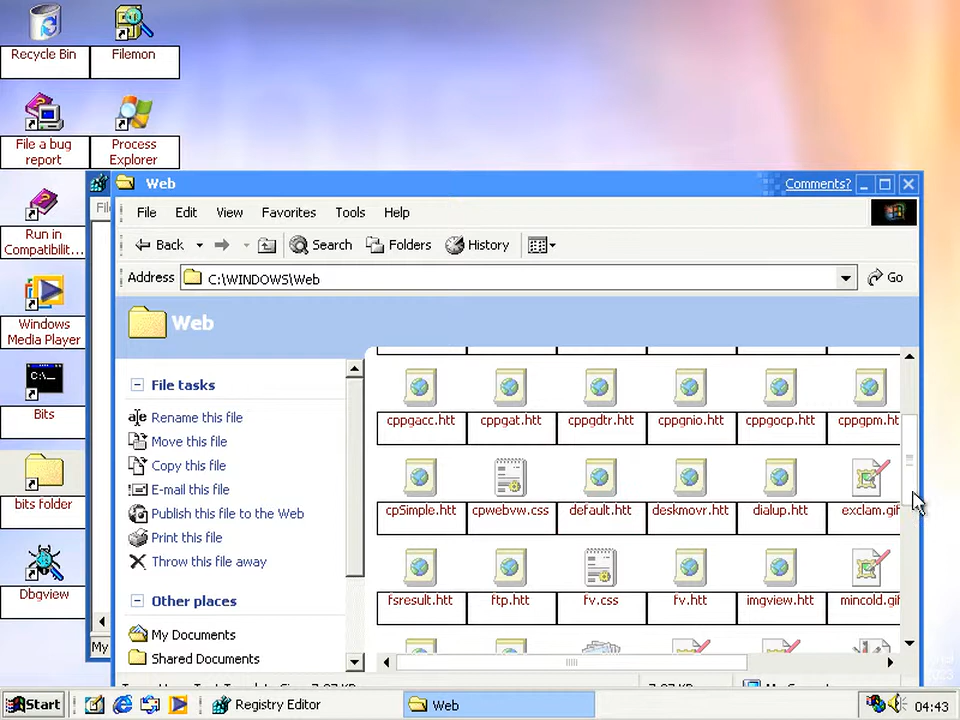 Recycle Bin
Filemon
File a bug
report
Process
Explorer
Run in
Compatibilit...
Windows
Media Player
C:\_
Bits
bits folder
Dbgview
Web
Comments?
File Edit View Favorites Tools Help
Back Search Folders History
Address C:\WINDOWS\Web Go
Web
File tasks
Rename this file
Move this file
Copy this file
E-mail this file
Publish this file to the Web
Print this file
Throw this file away
Other places
My Documents
Shared Documents
cppgacc.htt cppgat.htt cppgdtr.htt cppgnio.htt cppgocp.htt cppgpm.ht
cpSimple.htt cpwebvw.css default.htt deskmovr.htt dialup.htt exclam.gif
fsresult.htt ftp.htt fv.css fv.htt imgview.htt mincold.gif
My
Start Registry Editor Web 04:43